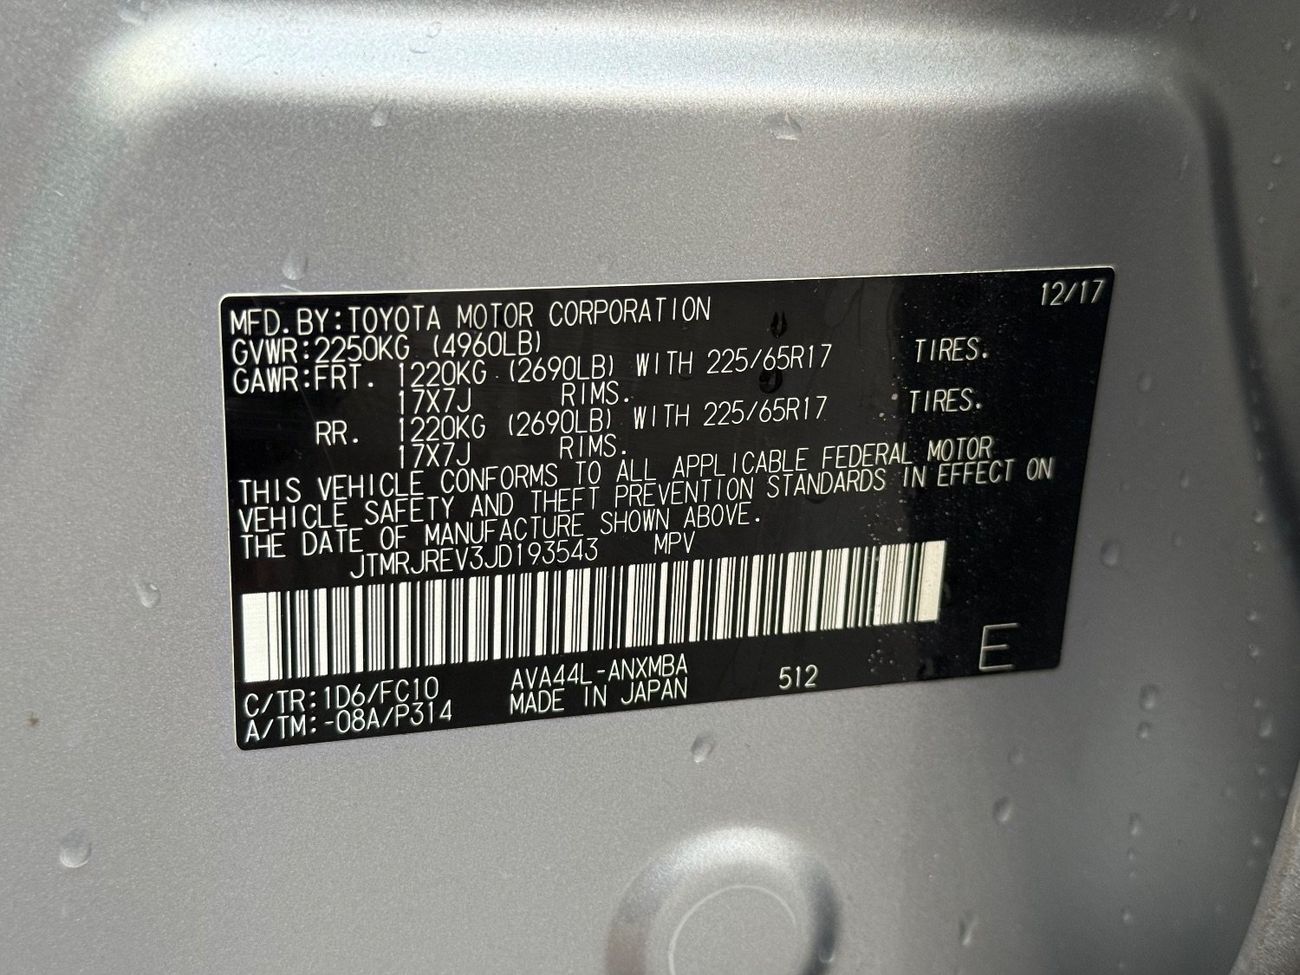 12/17
MFD.BY:TOYOTA MOTOR CORPORATION
GVWR:2250KG (4960LB)
GAWR:FRT. 1220KG (2690LB) WITH 225/65R17 TIRES.
17X7J RIMS.
RR. 1220KG (2690LB) WITH 225/65R17 TIRES.
17X7J RIMS.
THIS VEHICLE CONFORMS TO ALL APPLICABLE FEDERAL MOTOR
VEHICLE SAFETY AND THEFT PREVENTION STANDARDS IN EFFECT ON
THE DATE OF MANUFACTURE SHOWN ABOVE.
JTMRJREV3JD193543 MPV
C/TR:1D6/FC10 AVA44L-ANXMBA 512 E
A/TM:-08A/P314 MADE IN JAPAN